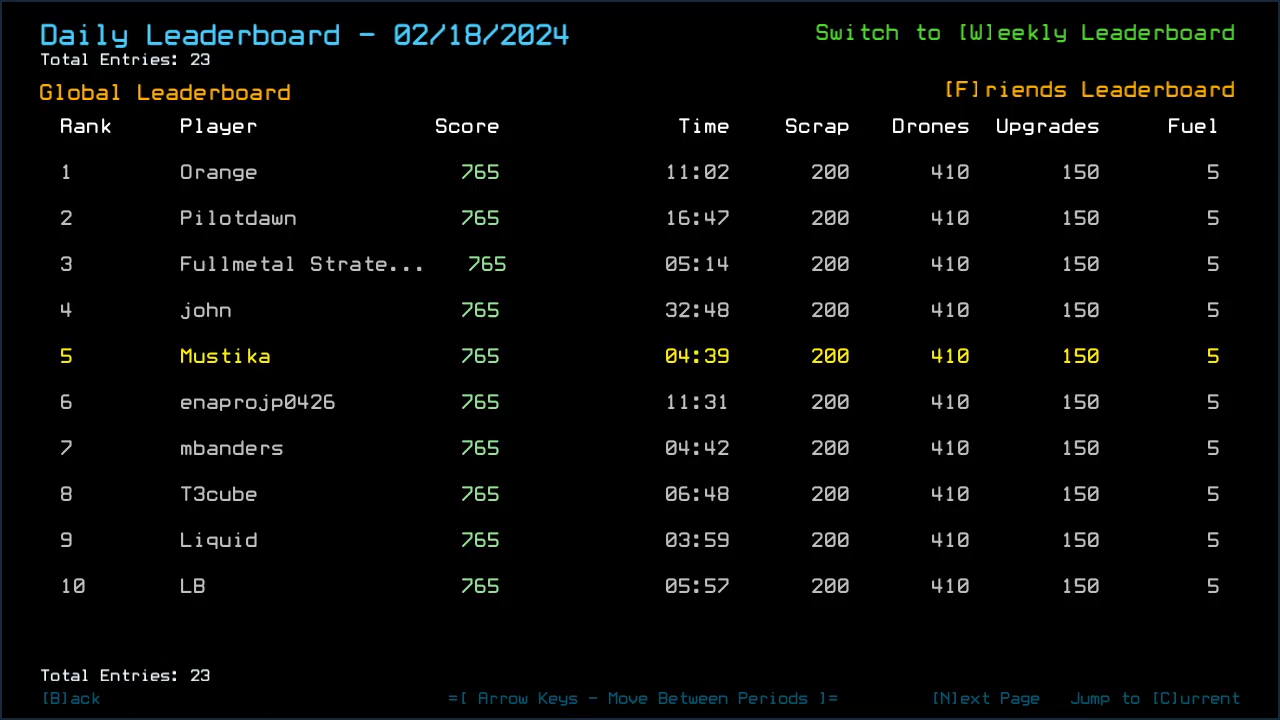 Daily Leaderboard - 02/18/2024 Switch to [W]eekly Leaderboard
Total Entries: 23
Global Leaderboard [F]riends Leaderboard
Rank Player Score Time Scrap Drones Upgrades Fuel
1 Orange 765 11:02 200 410 150 5
2 Pilotdawn 765 16:47 200 410 150 5
3 Fullmetal Strate... 765 05:14 200 410 150 5
4 john 765 32:48 200 410 150 5
5 Mustika 765 04:39 200 410 150 5
6 enaprojp0426 765 11:31 200 410 150 5
7 mbanders 765 04:42 200 410 150 5
8 T3cube 765 06:48 200 410 150 5
9 Liquid 765 03:59 200 410 150 5
10 LB 765 05:57 200 410 150 5
Total Entries: 23
[B]ack =[ Arrow Keys - Move Between Periods ]= [N]ext Page Jump to [C]urrent